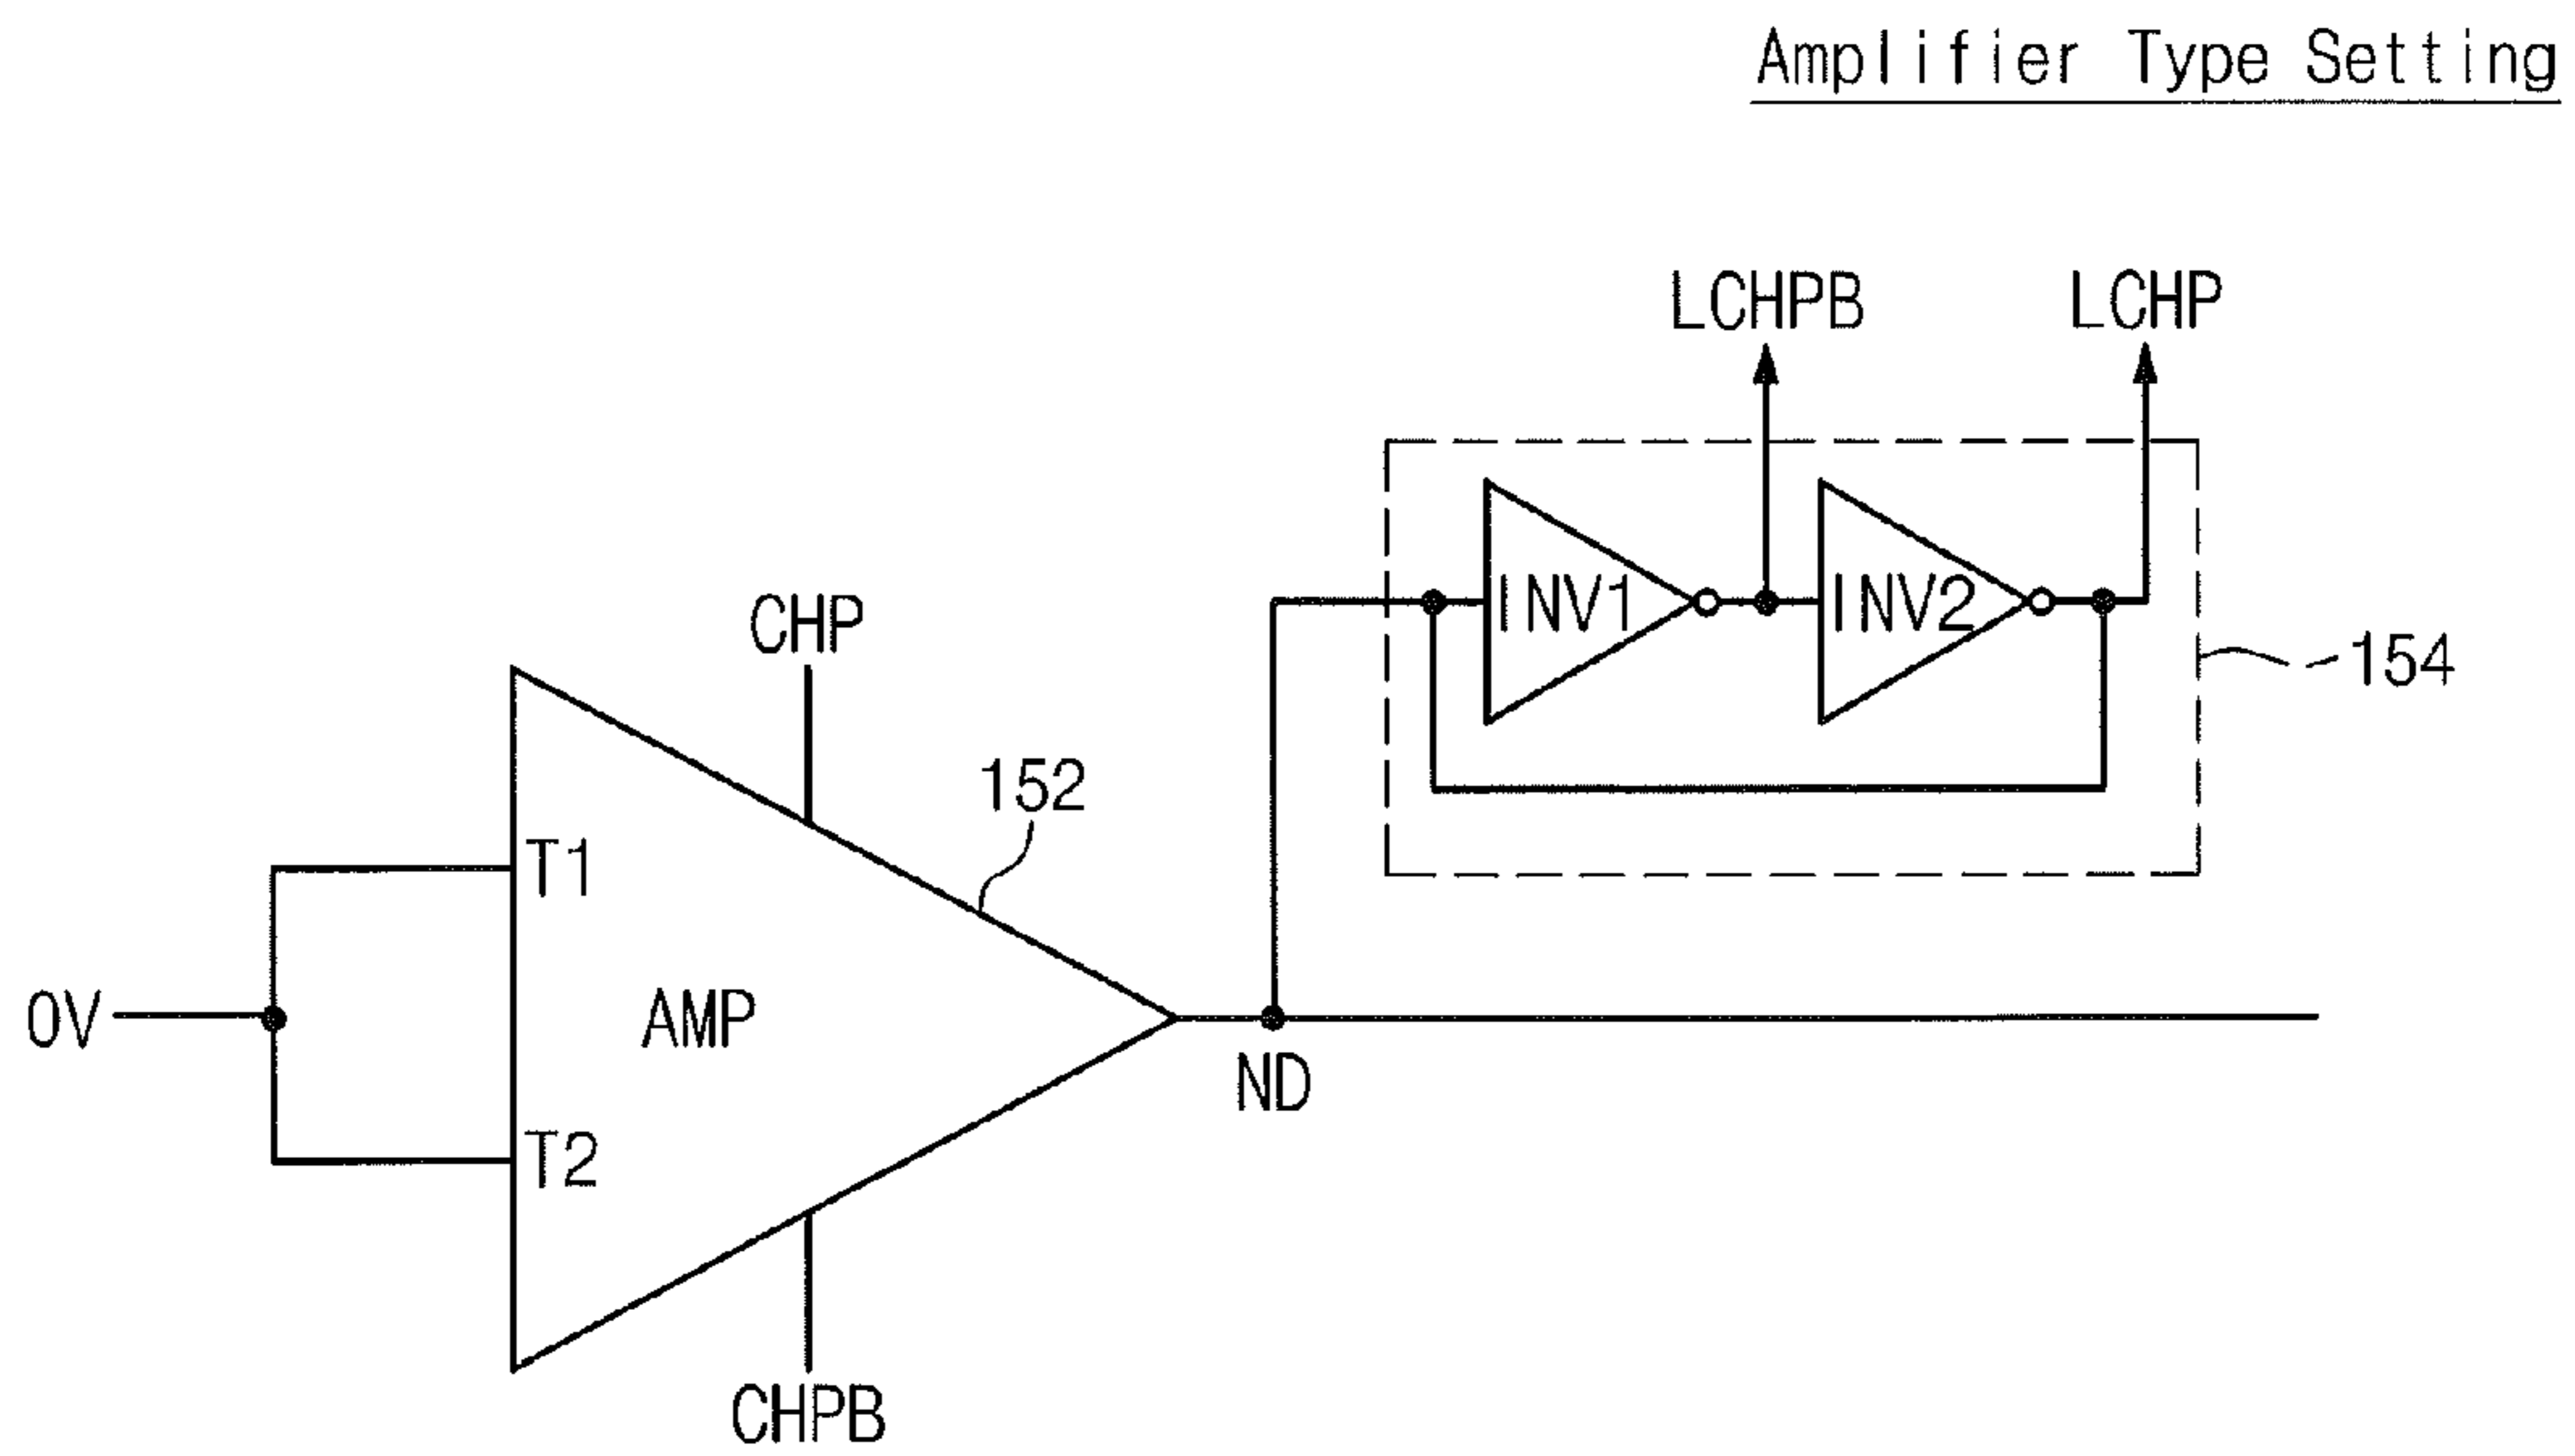 Amplifier Type Setting
LCHPB
LCHP
INV1
INV2
154
CHP
152
T1
0V
AMP
ND
T2
CHPB